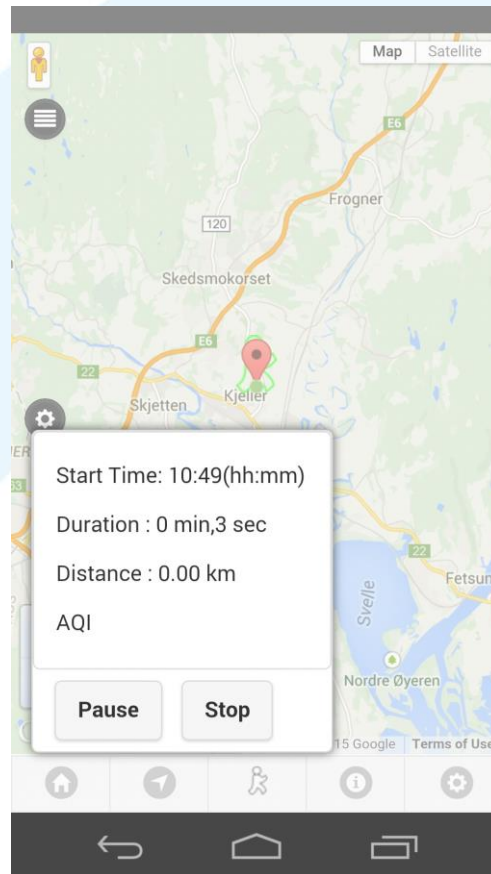 Map Satellite
E6
Frogner
120
Skedsmokorset
E6
22
Skjetten
Kjeller
Start Time: 10:49(hh:mm)
Duration : 0 min,3 sec
Distance : 0.00 km
AQI
22
Fetsun
Svelle
Nordre Øyeren
Pause Stop
15 Google Terms of Use